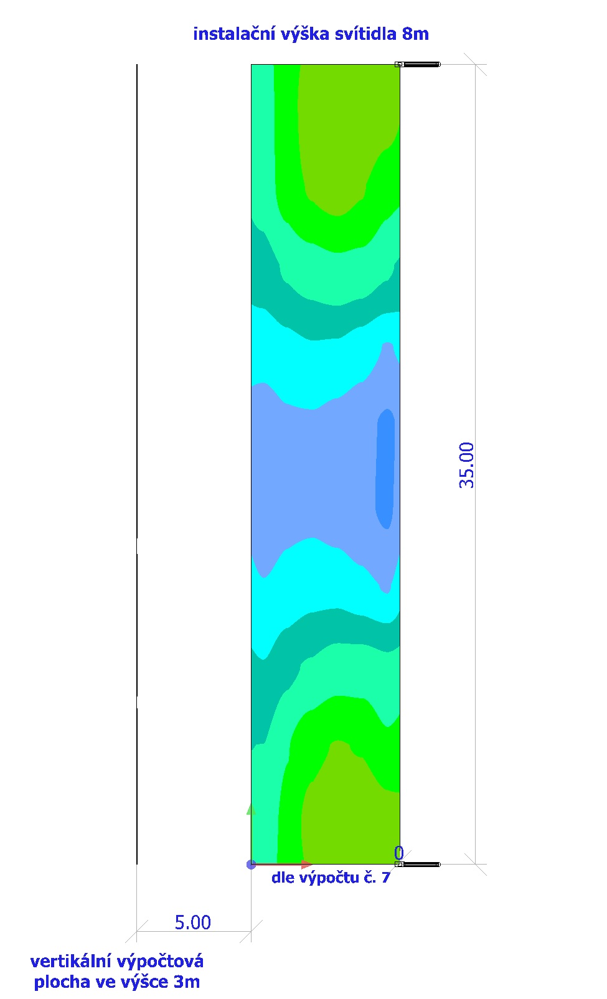 instalační výška svítidla 8m
35.00
0
dle výpočtu č. 7
5.00
vertikální výpočtová
plocha ve výšce 3m